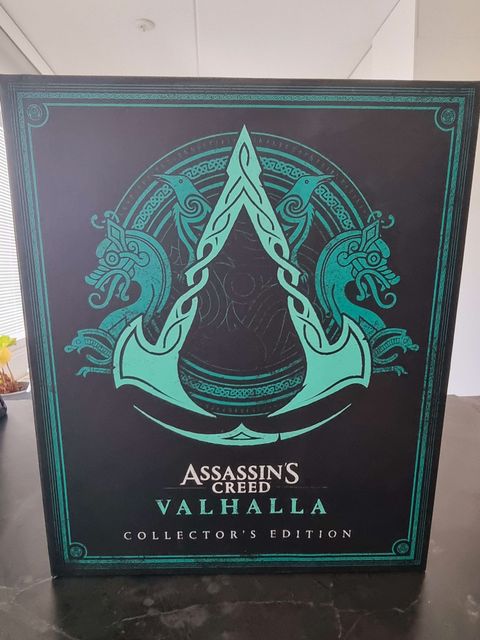 ASSASSIN'S
CREED
VALHALLA
COLLECTOR'S EDITION